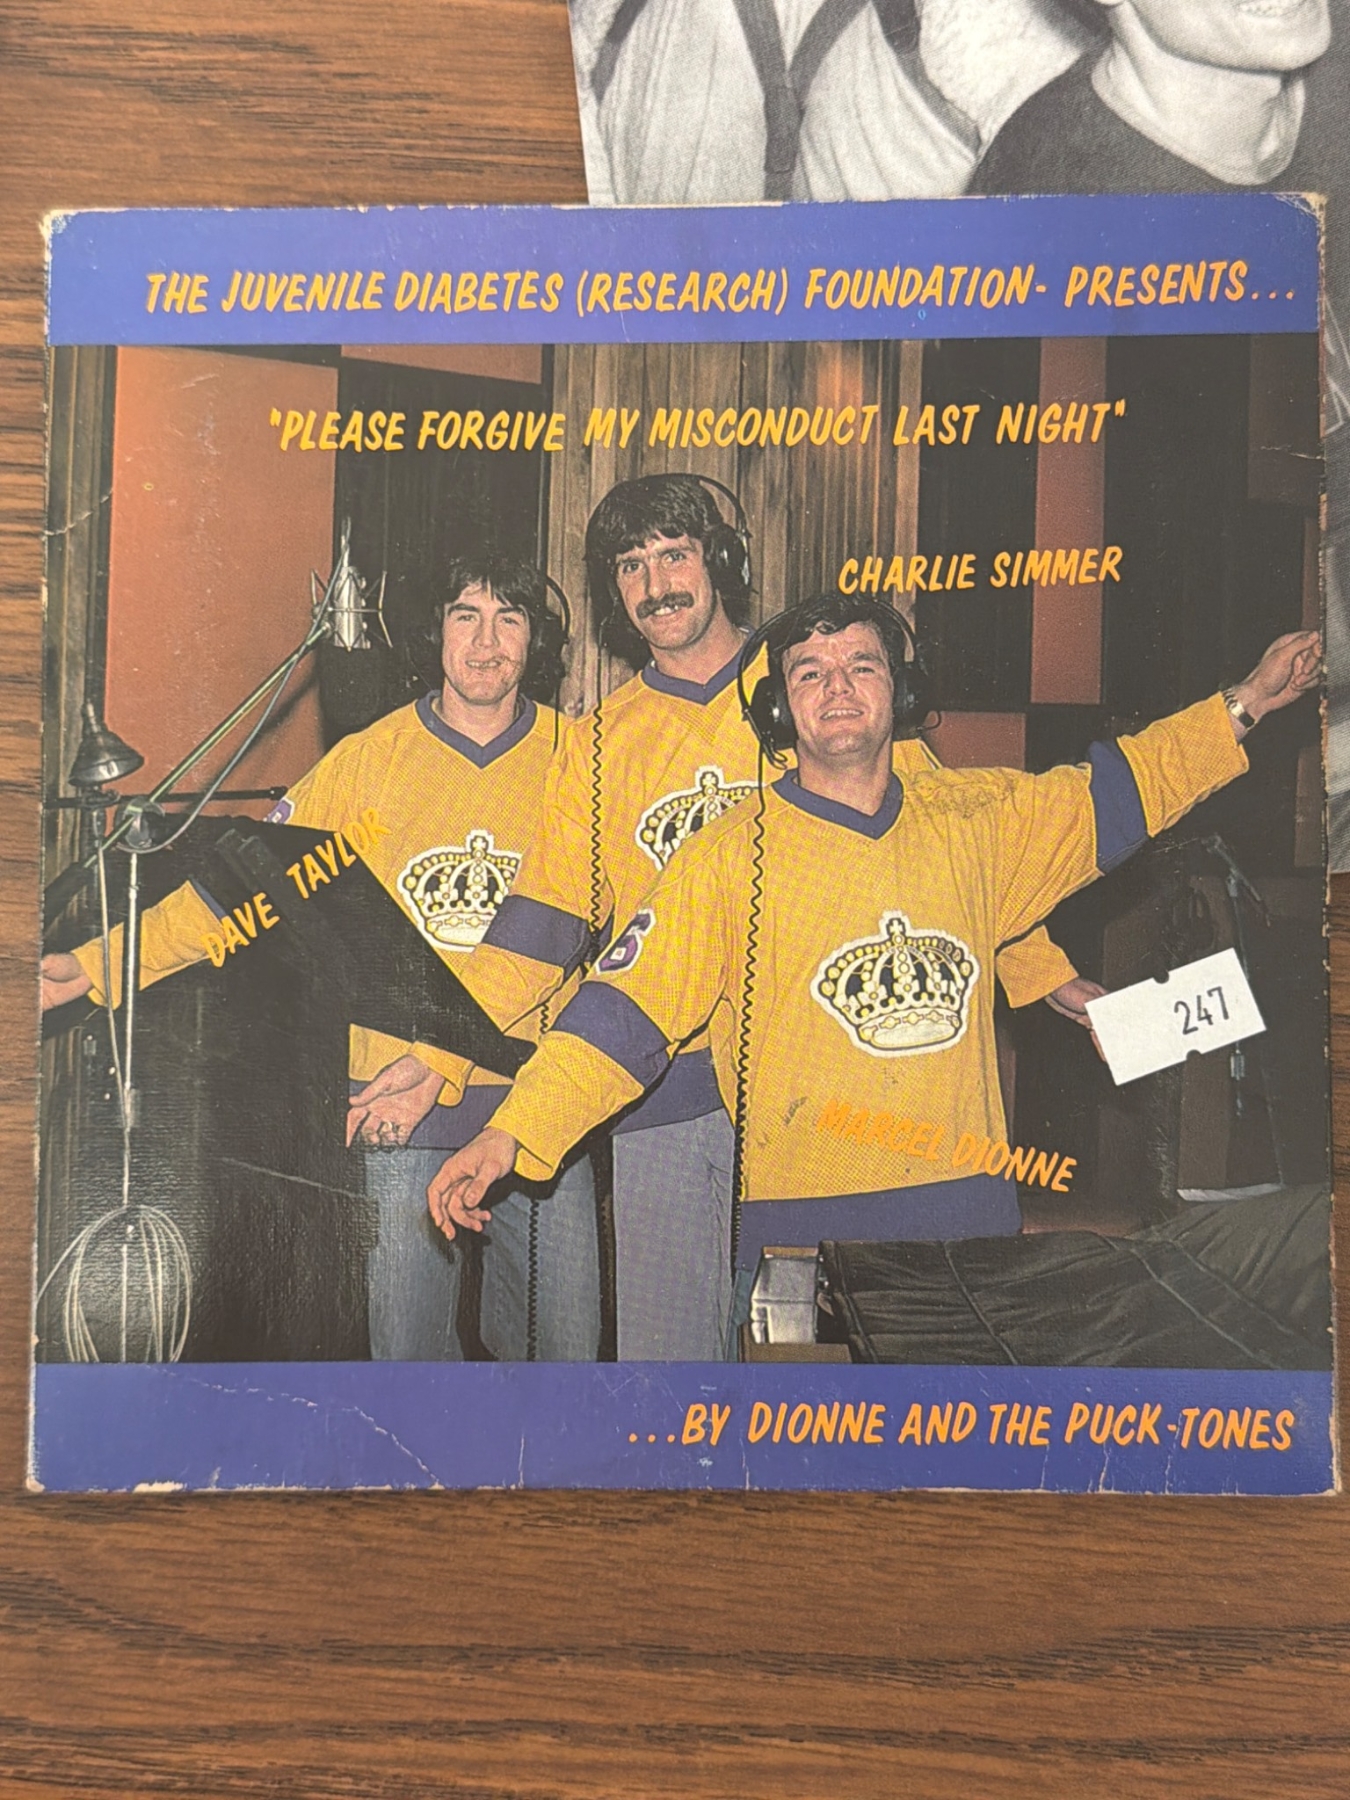 THE JUVENILE DIABETES (RESEARCH) FOUNDATION- PRESENTS...
"PLEASE FORGIVE MY MISCONDUCT LAST NIGHT"
CHARLIE SIMMER
DAVE TAYLOR
6
247
MARCEL DIONNE
...BY DIONNE AND THE PUCK-TONES